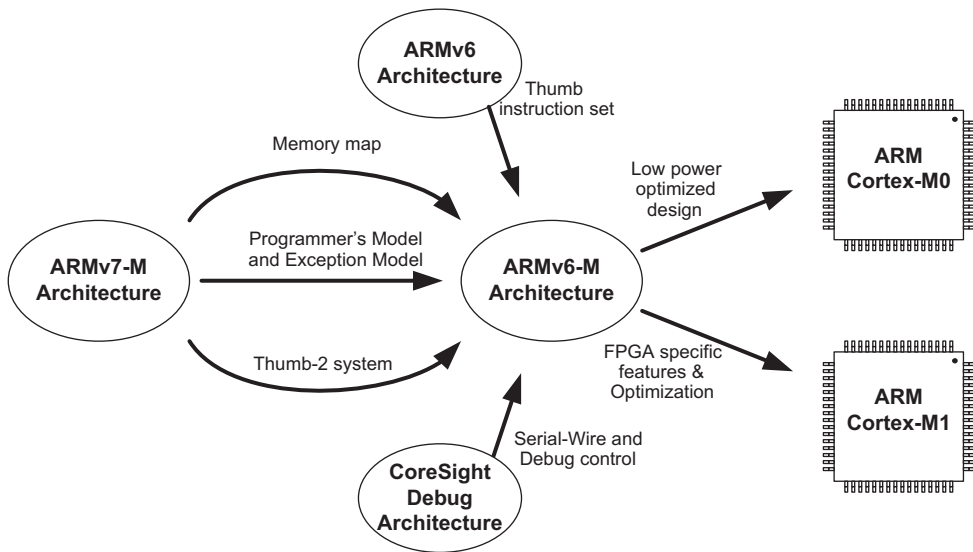 ARMv6
Architecture
Thumb
instruction set
Memory map
ARM
Cortex-M0
Low power
optimized
design
Programmer's Model
and Exception Model
ARMv7-M
Architecture
ARMv6-M
Architecture
Thumb-2 system
FPGA specific
features &
Optimization
ARM
Cortex-M1
Serial-Wire and
Debug control
CoreSight
Debug
Architecture